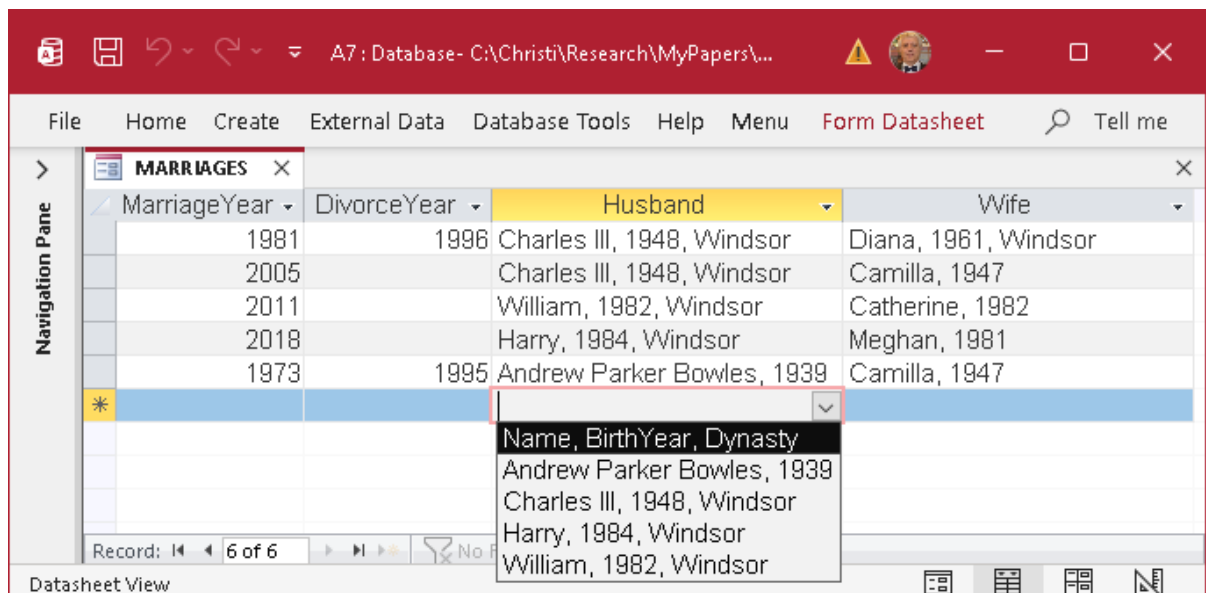 A7 : Database- C:\Christi\Research\MyPapers\...
File Home Create External Data Database Tools Help Menu Form Datasheet Tell me
MARRIAGES
Navigation Pane
MarriageYear DivorceYear Husband Wife
1981 1996 Charles III, 1948, Windsor Diana, 1961, Windsor
2005 Charles III, 1948, Windsor Camilla, 1947
2011 William, 1982, Windsor Catherine, 1982
2018 Harry, 1984, Windsor Meghan, 1981
1973 1995 Andrew Parker Bowles, 1939 Camilla, 1947
Name, BirthYear, Dynasty
Andrew Parker Bowles, 1939
Charles III, 1948, Windsor
Harry, 1984, Windsor
William, 1982, Windsor
Record: 6 of 6 No F
Datasheet View